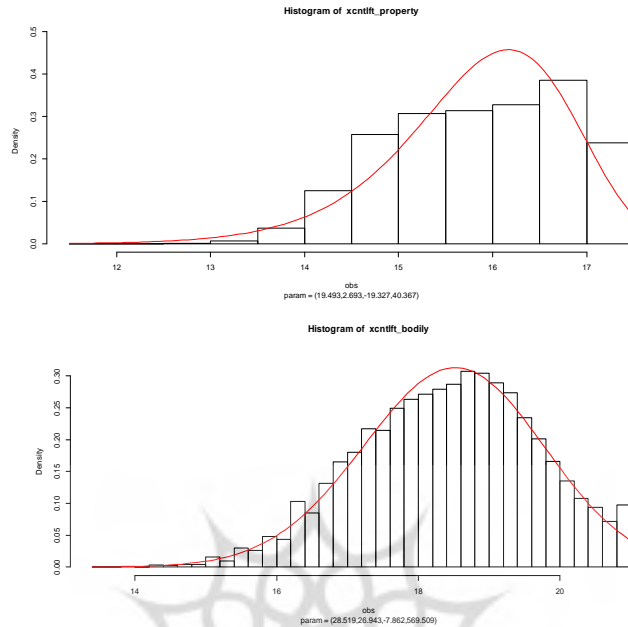 Histogram of xcntlft_property
Density
0.5
0.4
0.3
0.2
0.1
0.0
12 13 14 15 16 17
obs
param = (19.493,2.693,-19.327,40.367)
Histogram of xcntlft_bodily
Density
0.30
0.25
0.20
0.15
0.10
0.05
0.00
14 16 18 20
obs
param = (28.519,26.943,-7.862,569.509)